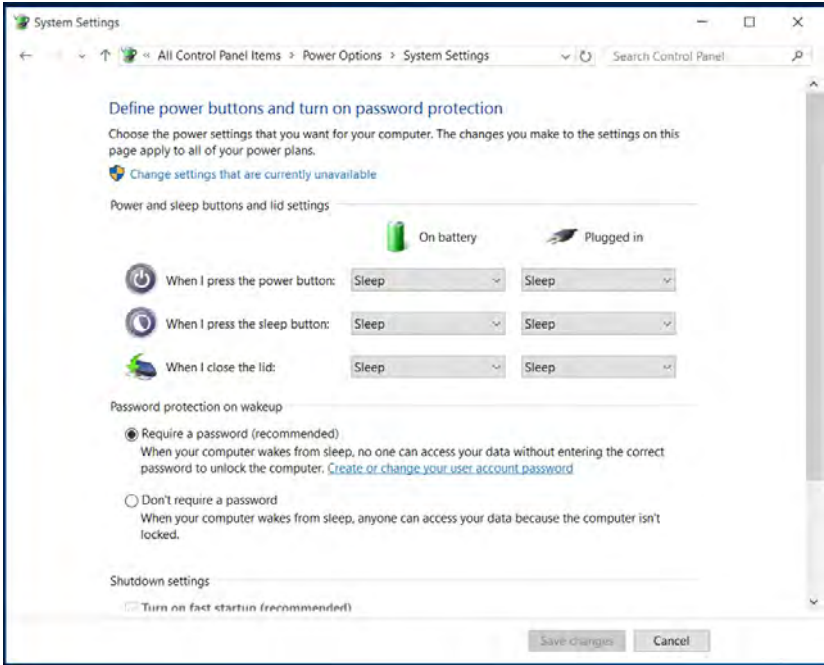 System Settings
« All Control Panel Items > Power Options > System Settings
Search Control Panel
Define power buttons and turn on password protection
Choose the power settings that you want for your computer. The changes you make to the settings on this
page apply to all of your power plans.
Change settings that are currently unavailable
Power and sleep buttons and lid settings
On battery
Plugged in
When I press the power button: Sleep Sleep
When I press the sleep button: Sleep Sleep
When I close the lid: Sleep Sleep
Password protection on wakeup
Require a password (recommended)
When your computer wakes from sleep, no one can access your data without entering the correct
password to unlock the computer. Create or change your user account password
Don't require a password
When your computer wakes from sleep, anyone can access your data because the computer isn't
locked.
Shutdown settings
Turn on fast startup (recommended)
Save changes Cancel